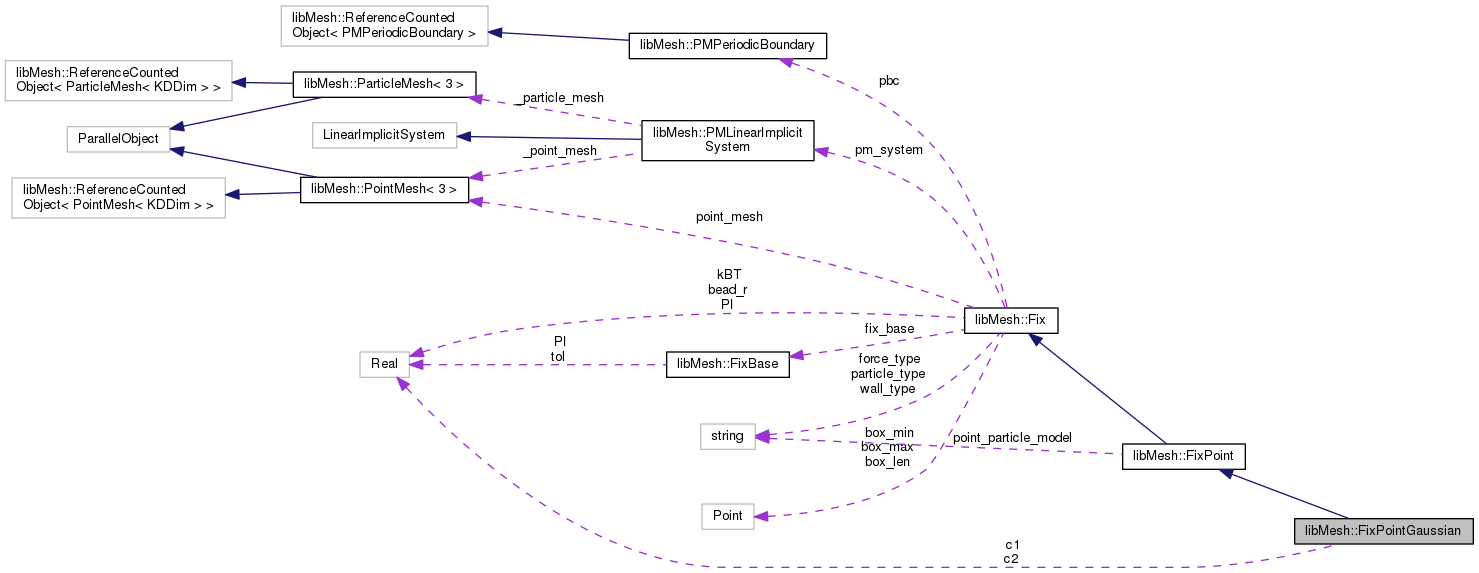 libMesh::ReferenceCounted
Object< PMPeriodicBoundary >
libMesh::PMPeriodicBoundary
libMesh::ReferenceCounted
Object< ParticleMesh< KDDim > >
libMesh::ParticleMesh< 3 >
pbc
_particle_mesh
ParallelObject
LinearImplicitSystem
libMesh::PMLinearImplicit
System
_point_mesh
pm_system
libMesh::ReferenceCounted
Object< PointMesh< KDDim > >
libMesh::PointMesh< 3 >
point_mesh
kBT
bead_r
PI
libMesh::Fix
fix_base
PI
tol
Real
libMesh::FixBase
force_type
particle_type
wall_type
string
box_min
box_max
box_len
point_particle_model
libMesh::FixPoint
Point
libMesh::FixPointGaussian
c1
c2